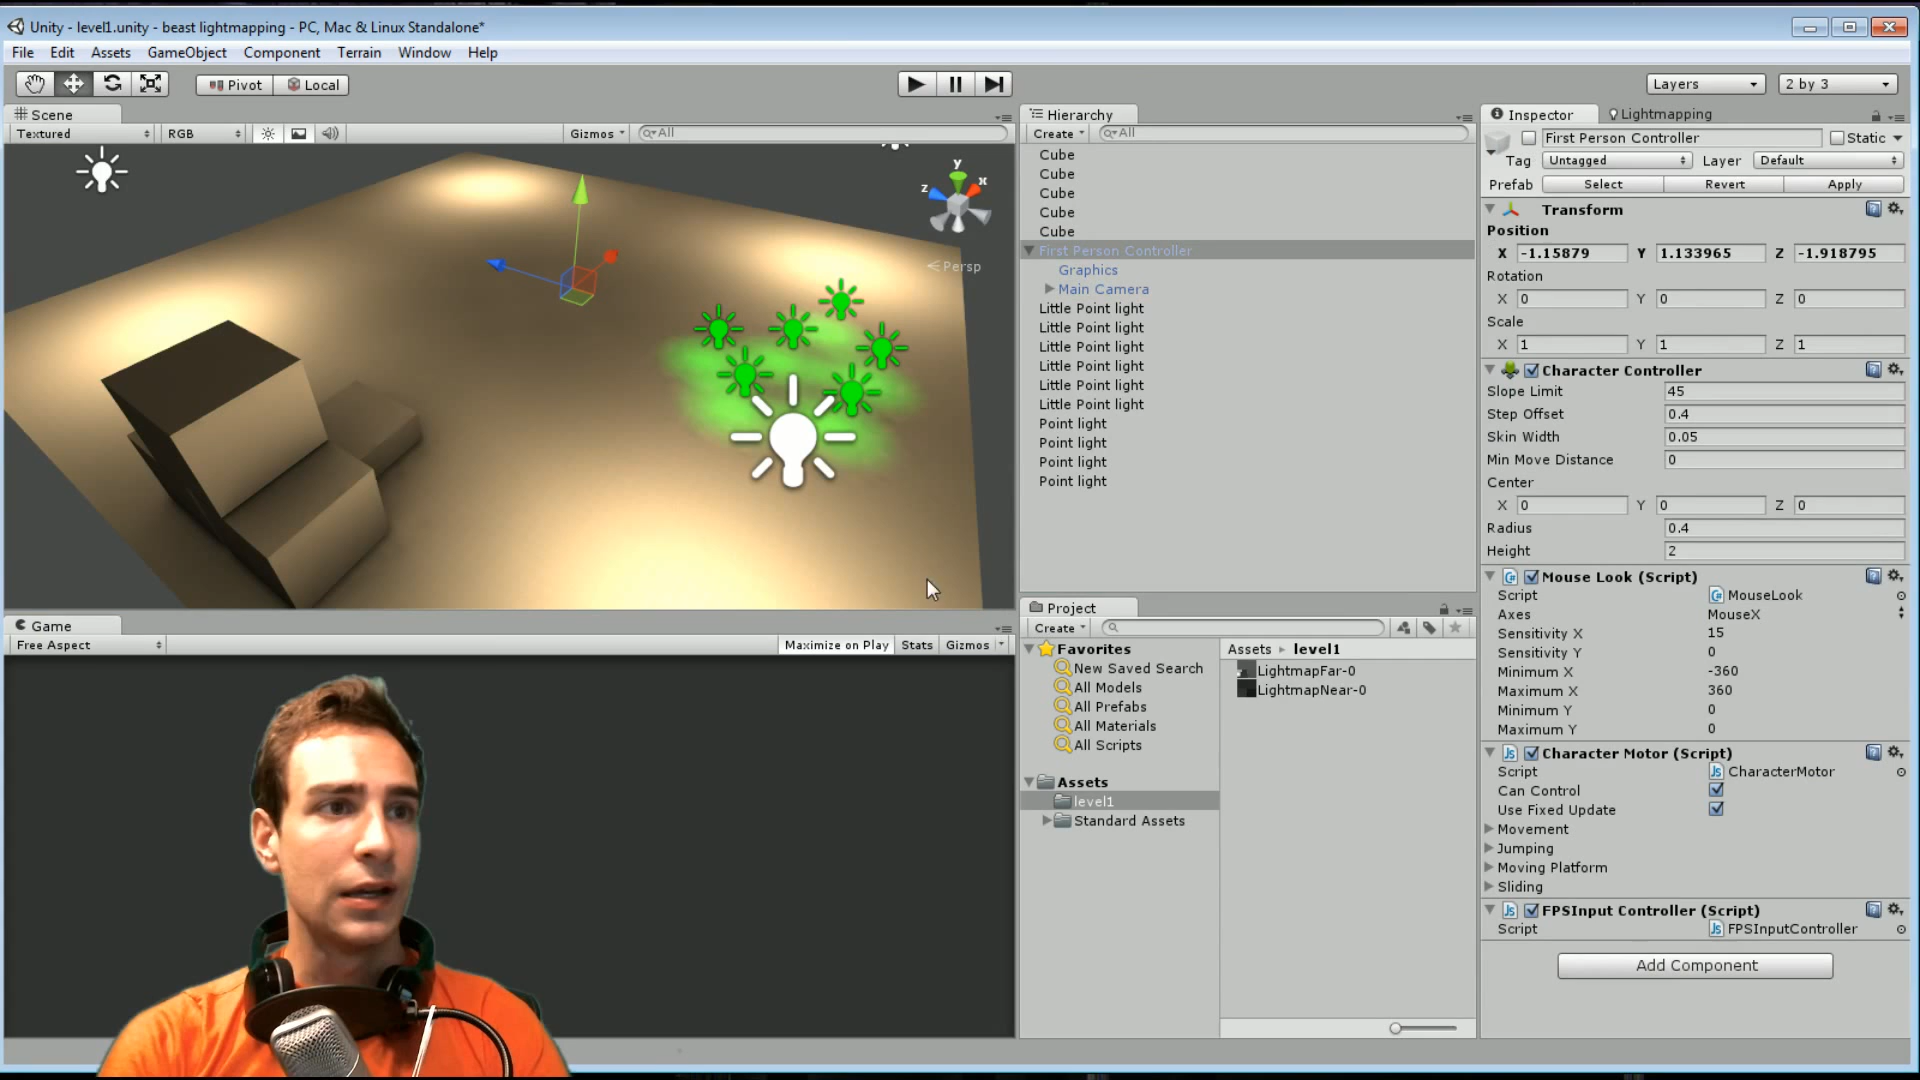 Unity - level1.unity - beast lightmapping - PC, Mac & Linux Standalone*
File Edit Assets GameObject Component Terrain Window Help
Pivot Local
Layers 2 by 3
Scene
Textured RGB Gizmos All
y
z x
Persp
Game
Free Aspect Maximize on Play Stats Gizmos
Hierarchy
Create All
Cube
Cube
Cube
Cube
Cube
First Person Controller
Graphics
Main Camera
Little Point light
Little Point light
Little Point light
Little Point light
Little Point light
Little Point light
Point light
Point light
Point light
Point light
Project
Create
Favorites
New Saved Search
All Models
All Prefabs
All Materials
All Scripts
Assets
level1
Standard Assets
Assets level1
LightmapFar-0
LightmapNear-0
Inspector Lightmapping
First Person Controller Static
Tag Untagged Layer Default
Prefab Select Revert Apply
Transform
Position
X -1.15879 Y 1.133965 Z -1.918795
Rotation
X 0 Y 0 Z 0
Scale
X 1 Y 1 Z 1
Character Controller
Slope Limit 45
Step Offset 0.4
Skin Width 0.05
Min Move Distance 0
Center
X 0 Y 0 Z 0
Radius 0.4
Height 2
Mouse Look (Script)
Script MouseLook
Axes MouseX
Sensitivity X 15
Sensitivity Y 0
Minimum X -360
Maximum X 360
Minimum Y 0
Maximum Y 0
Character Motor (Script)
Script CharacterMotor
Can Control
Use Fixed Update
Movement
Jumping
Moving Platform
Sliding
FPSInput Controller (Script)
Script FPSInputController
Add Component